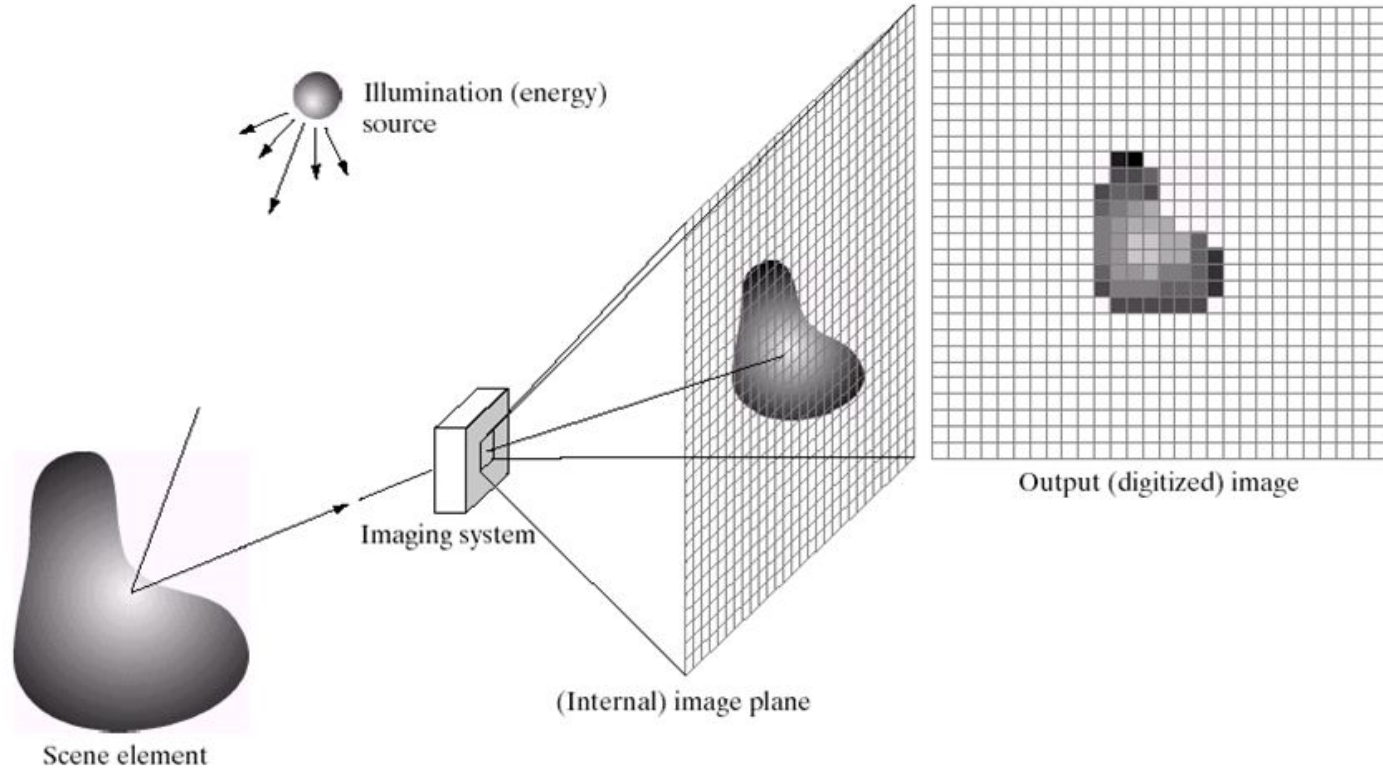 Illumination (energy)
source
Output (digitized) image
Imaging system
(Internal) image plane
Scene element